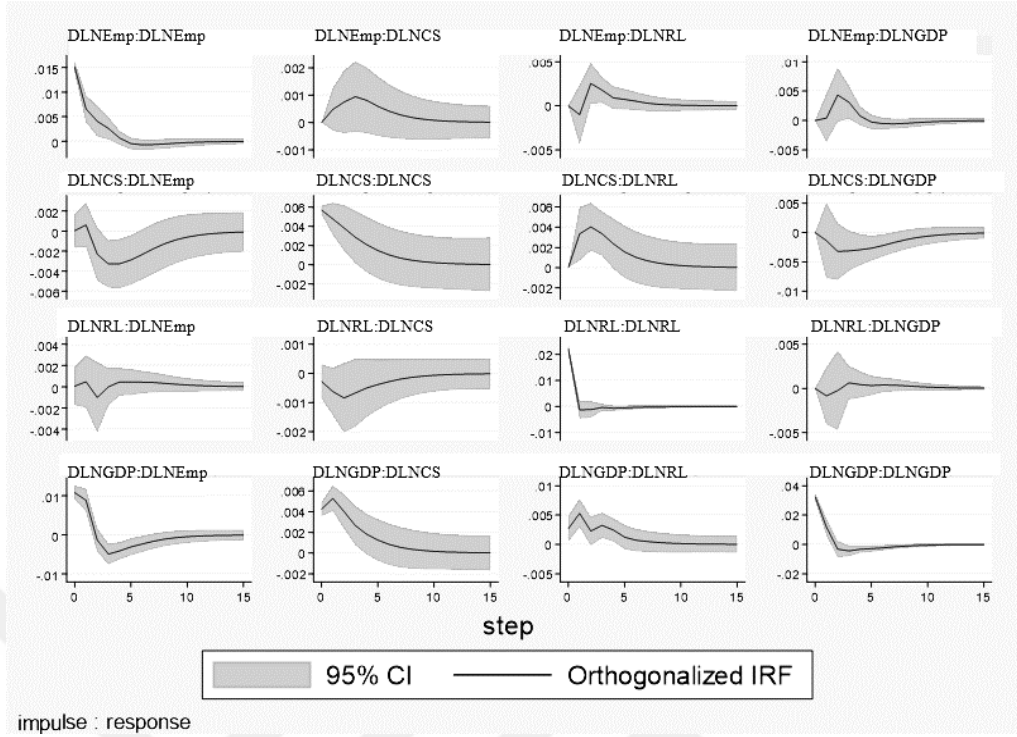 DLNEmp:DLNEmp DLNEmp:DLNCS DLNEmp:DLNRL DLNEmp:DLNGDP
.015 .002 .005 .01
.01 .001 0 .005
.005 0 -.005 0
0 -.001 -.005
DLNCS:DLNEmp DLNCS:DLNCS DLNCS:DLNRL DLNCS:DLNGDP
.002 .006 .006 .005
0 .004 .004 0
-.002 .002 .002 -.005
-.004 0 0 -.01
-.006 -.002 -.002
DLNRL:DLNEmp DLNRL:DLNCS DLNRL:DLNRL DLNRL:DLNGDP
.004 .001 .02 .005
.002 0 .01 0
0 -.001 0 -.005
-.002 -.002 -.01
-.004
DLNGDP:DLNEmp DLNGDP:DLNCS DLNGDP:DLNRL DLNGDP:DLNGDP
.01 .006 .01 .04
0 .004 .005 .02
-.01 .002 0 0
0 -.005 -.02
-.002
0 5 10 15 0 5 10 15 0 5 10 15 0 5 10 15
step
95% CI Orthogonalized IRF
impulse : response